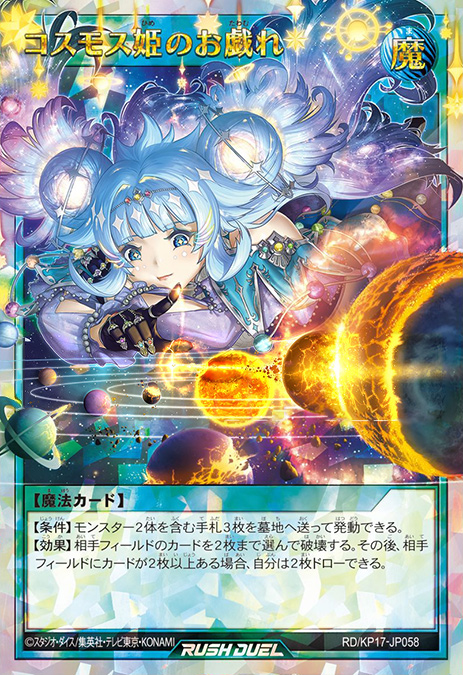 コスモス姫のお戯れ
魔
【魔法カード】
【条件】モンスター2体を含む手札3枚を墓地へ送って発動できる。
【効果】相手フィールドのカードを2枚まで選んで破壊する。その後、相手
フィールドにカードが2枚以上ある場合、自分は2枚ドローできる。
©スタジオ・ダイス/集英社・テレビ東京・KONAMI
RUSH DUEL
RD/KP17-JP058